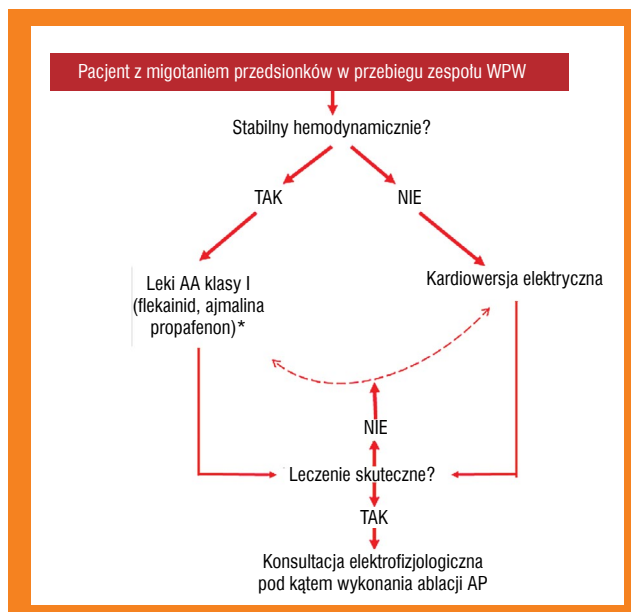 Pacjent z migotaniem przedsionków w przebiegu zespołu WPW
Stabilny hemodynamicznie?
TAK
NIE
Leki AA klasy I
(flekainid, ajmalina
propafenon)*
Kardiowersja elektryczna
NIE
Leczenie skuteczne?
TAK
Konsultacja elektrofizjologiczna
pod kątem wykonania ablacji AP